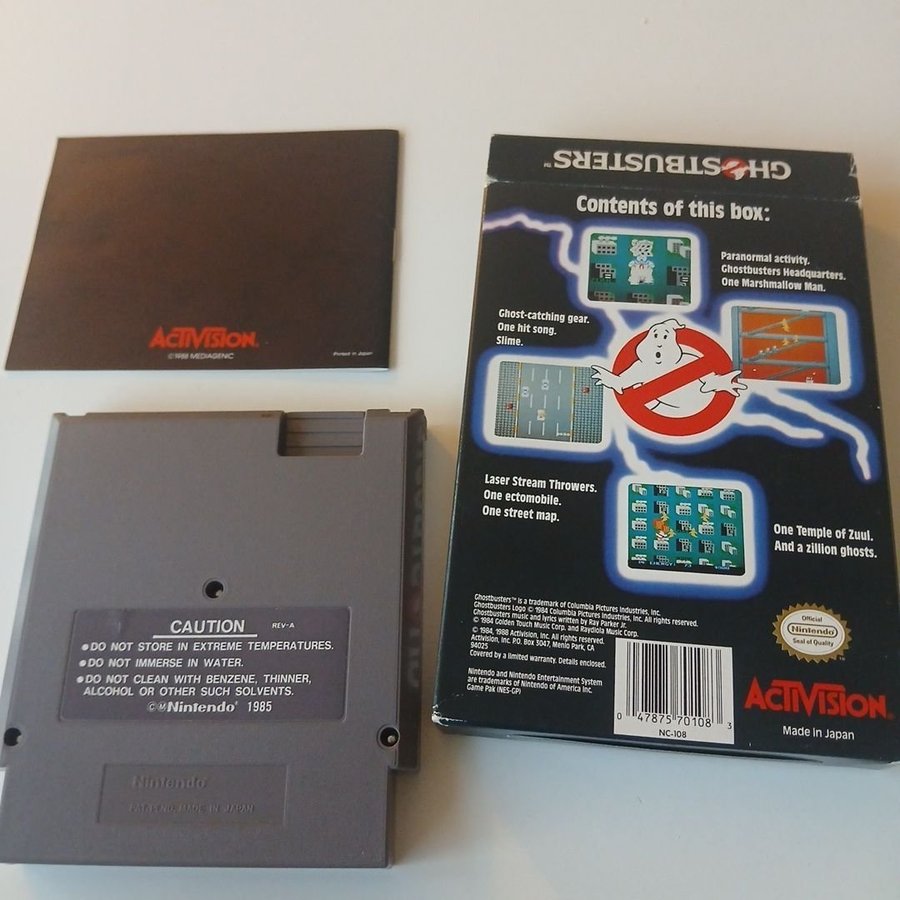 ACTIVISION.
©1988 MEDIAGENIC
Printed in Japan
GHOSTBUSTERS™
Contents of this box:
Paranormal activity.
Ghostbusters Headquarters.
One Marshmallow Man.
Ghost-catching gear.
One hit song.
Slime.
Laser Stream Throwers.
One ectomobile.
One street map.
One Temple of Zuul.
And a zillion ghosts.
Ghostbusters™ is a trademark of Columbia Pictures Industries, Inc.
Ghostbusters Logo © 1984 Columbia Pictures Industries, Inc.
Ghostbusters music and lyrics written by Ray Parker Jr.
© 1984 Golden Touch Music Corp. and Raydiola Music Corp.
© 1984, 1988 Activision, Inc. All rights reserved.
Activision, Inc. P.O. Box 3047, Menlo Park, CA
94025
Covered by a limited warranty. Details enclosed.
Nintendo and Nintendo Entertainment System
are trademarks of Nintendo of America Inc.
Game Pak (NES-GP)
0 47875 70108 3
NC-108
Official
Nintendo
Seal of Quality
ACTIVISION.
Made in Japan
CAUTION REV-A
●DO NOT STORE IN EXTREME TEMPERATURES.
●DO NOT IMMERSE IN WATER.
●DO NOT CLEAN WITH BENZENE, THINNER,
ALCOHOL OR OTHER SUCH SOLVENTS.
©Ⓜ Nintendo® 1985
Nintendo®
PAT. PEND. MADE IN JAPAN